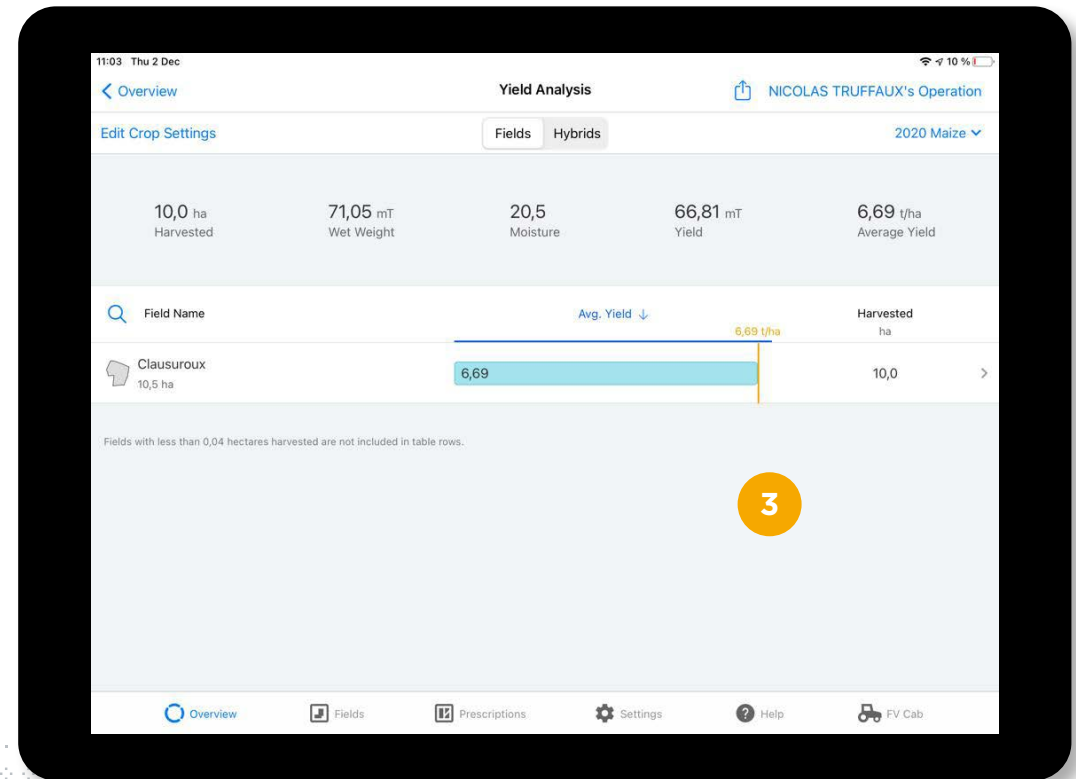 11:03 Thu 2 Dec
10 %
Overview
Yield Analysis
NICOLAS TRUFFAUX's Operation
Edit Crop Settings
Fields Hybrids
2020 Maize
10,0 ha 71,05 mT 20,5 66,81 mT 6,69 t/ha
Harvested Wet Weight Moisture Yield Average Yield
Field Name Avg. Yield ↓ Harvested
6,69 t/ha ha
Clausuroux
10,5 ha
6,69
10,0
Fields with less than 0,04 hectares harvested are not included in table rows.
3
Overview Fields Prescriptions Settings Help FV Cab